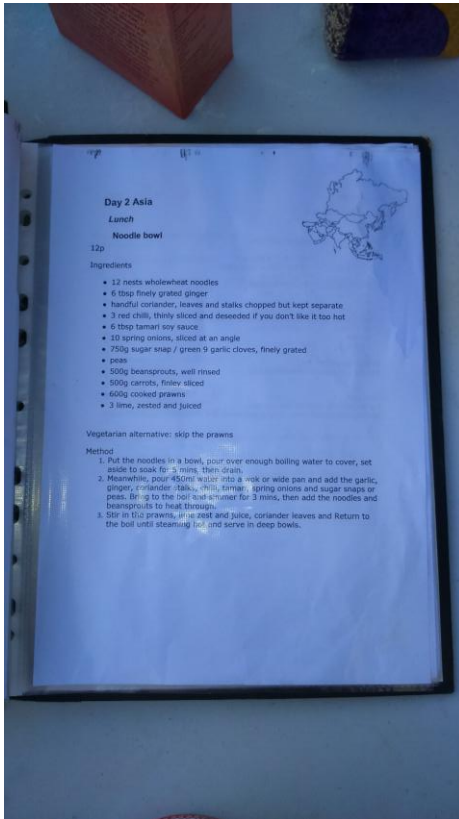 Day 2 Asia
Lunch
Noodle bowl
12p
Ingredients
• 12 nests wholewheat noodles
• 6 tbsp finely grated ginger
• handful coriander, leaves and stalks chopped but kept separate
• 3 red chilli, thinly sliced and deseeded if you don't like it too hot
• 6 tbsp tamari soy sauce
• 10 spring onions, sliced at an angle
• 750g sugar snap / green 9 garlic cloves, finely grated
• peas
• 500g beansprouts, well rinsed
• 500g carrots, finley sliced
• 600g cooked prawns
• 3 lime, zested and juiced
Vegetarian alternative: skip the prawns
Method
1. Put the noodles in a bowl, pour over enough boiling water to cover, set
aside to soak for 5 mins, then drain.
2. Meanwhile, pour 450ml water into a wok or wide pan and add the garlic,
ginger, coriander stalks, chilli, tamari, spring onions and sugar snaps or
peas. Bring to the boil and simmer for 3 mins, then add the noodles and
beansprouts to heat through.
3. Stir in the prawns, lime zest and juice, coriander leaves and Return to
the boil until steaming hot and serve in deep bowls.